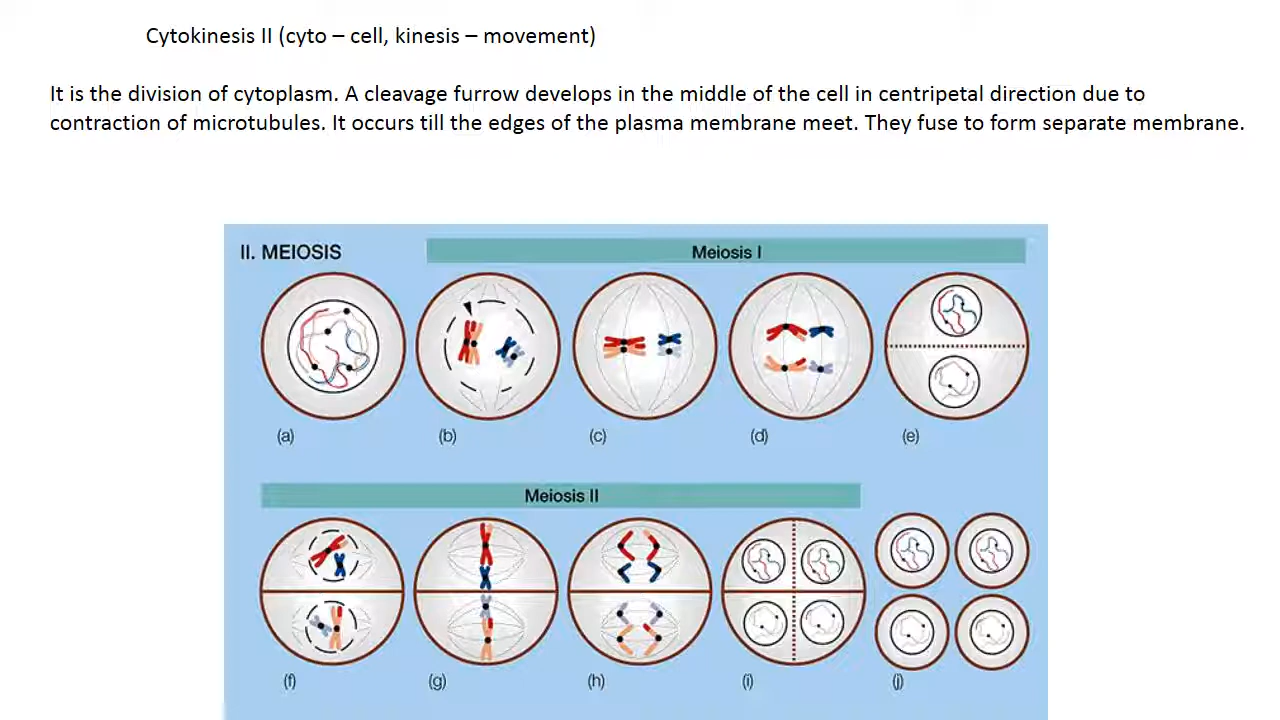 Cytokinesis II (cyto – cell, kinesis – movement)
It is the division of cytoplasm. A cleavage furrow develops in the middle of the cell in centripetal direction due to
contraction of microtubules. It occurs till the edges of the plasma membrane meet. They fuse to form separate membrane.
II. MEIOSIS
Meiosis I
(a)
(b)
(c)
(d)
(e)
Meiosis II
(f)
(g)
(h)
(i)
(j)